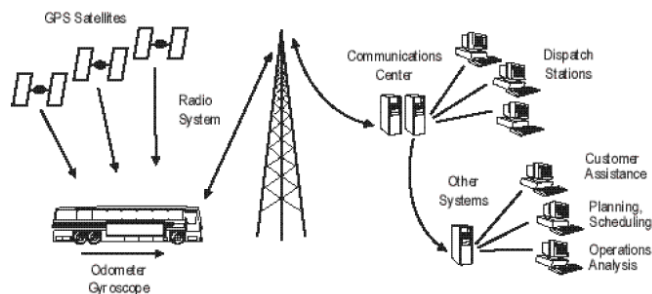 GPS Satellites
Radio
System
Communications
Center
Dispatch
Stations
Other
Systems
Customer
Assistance
Planning,
Scheduling
Operations
Analysis
Odometer
Gyroscope